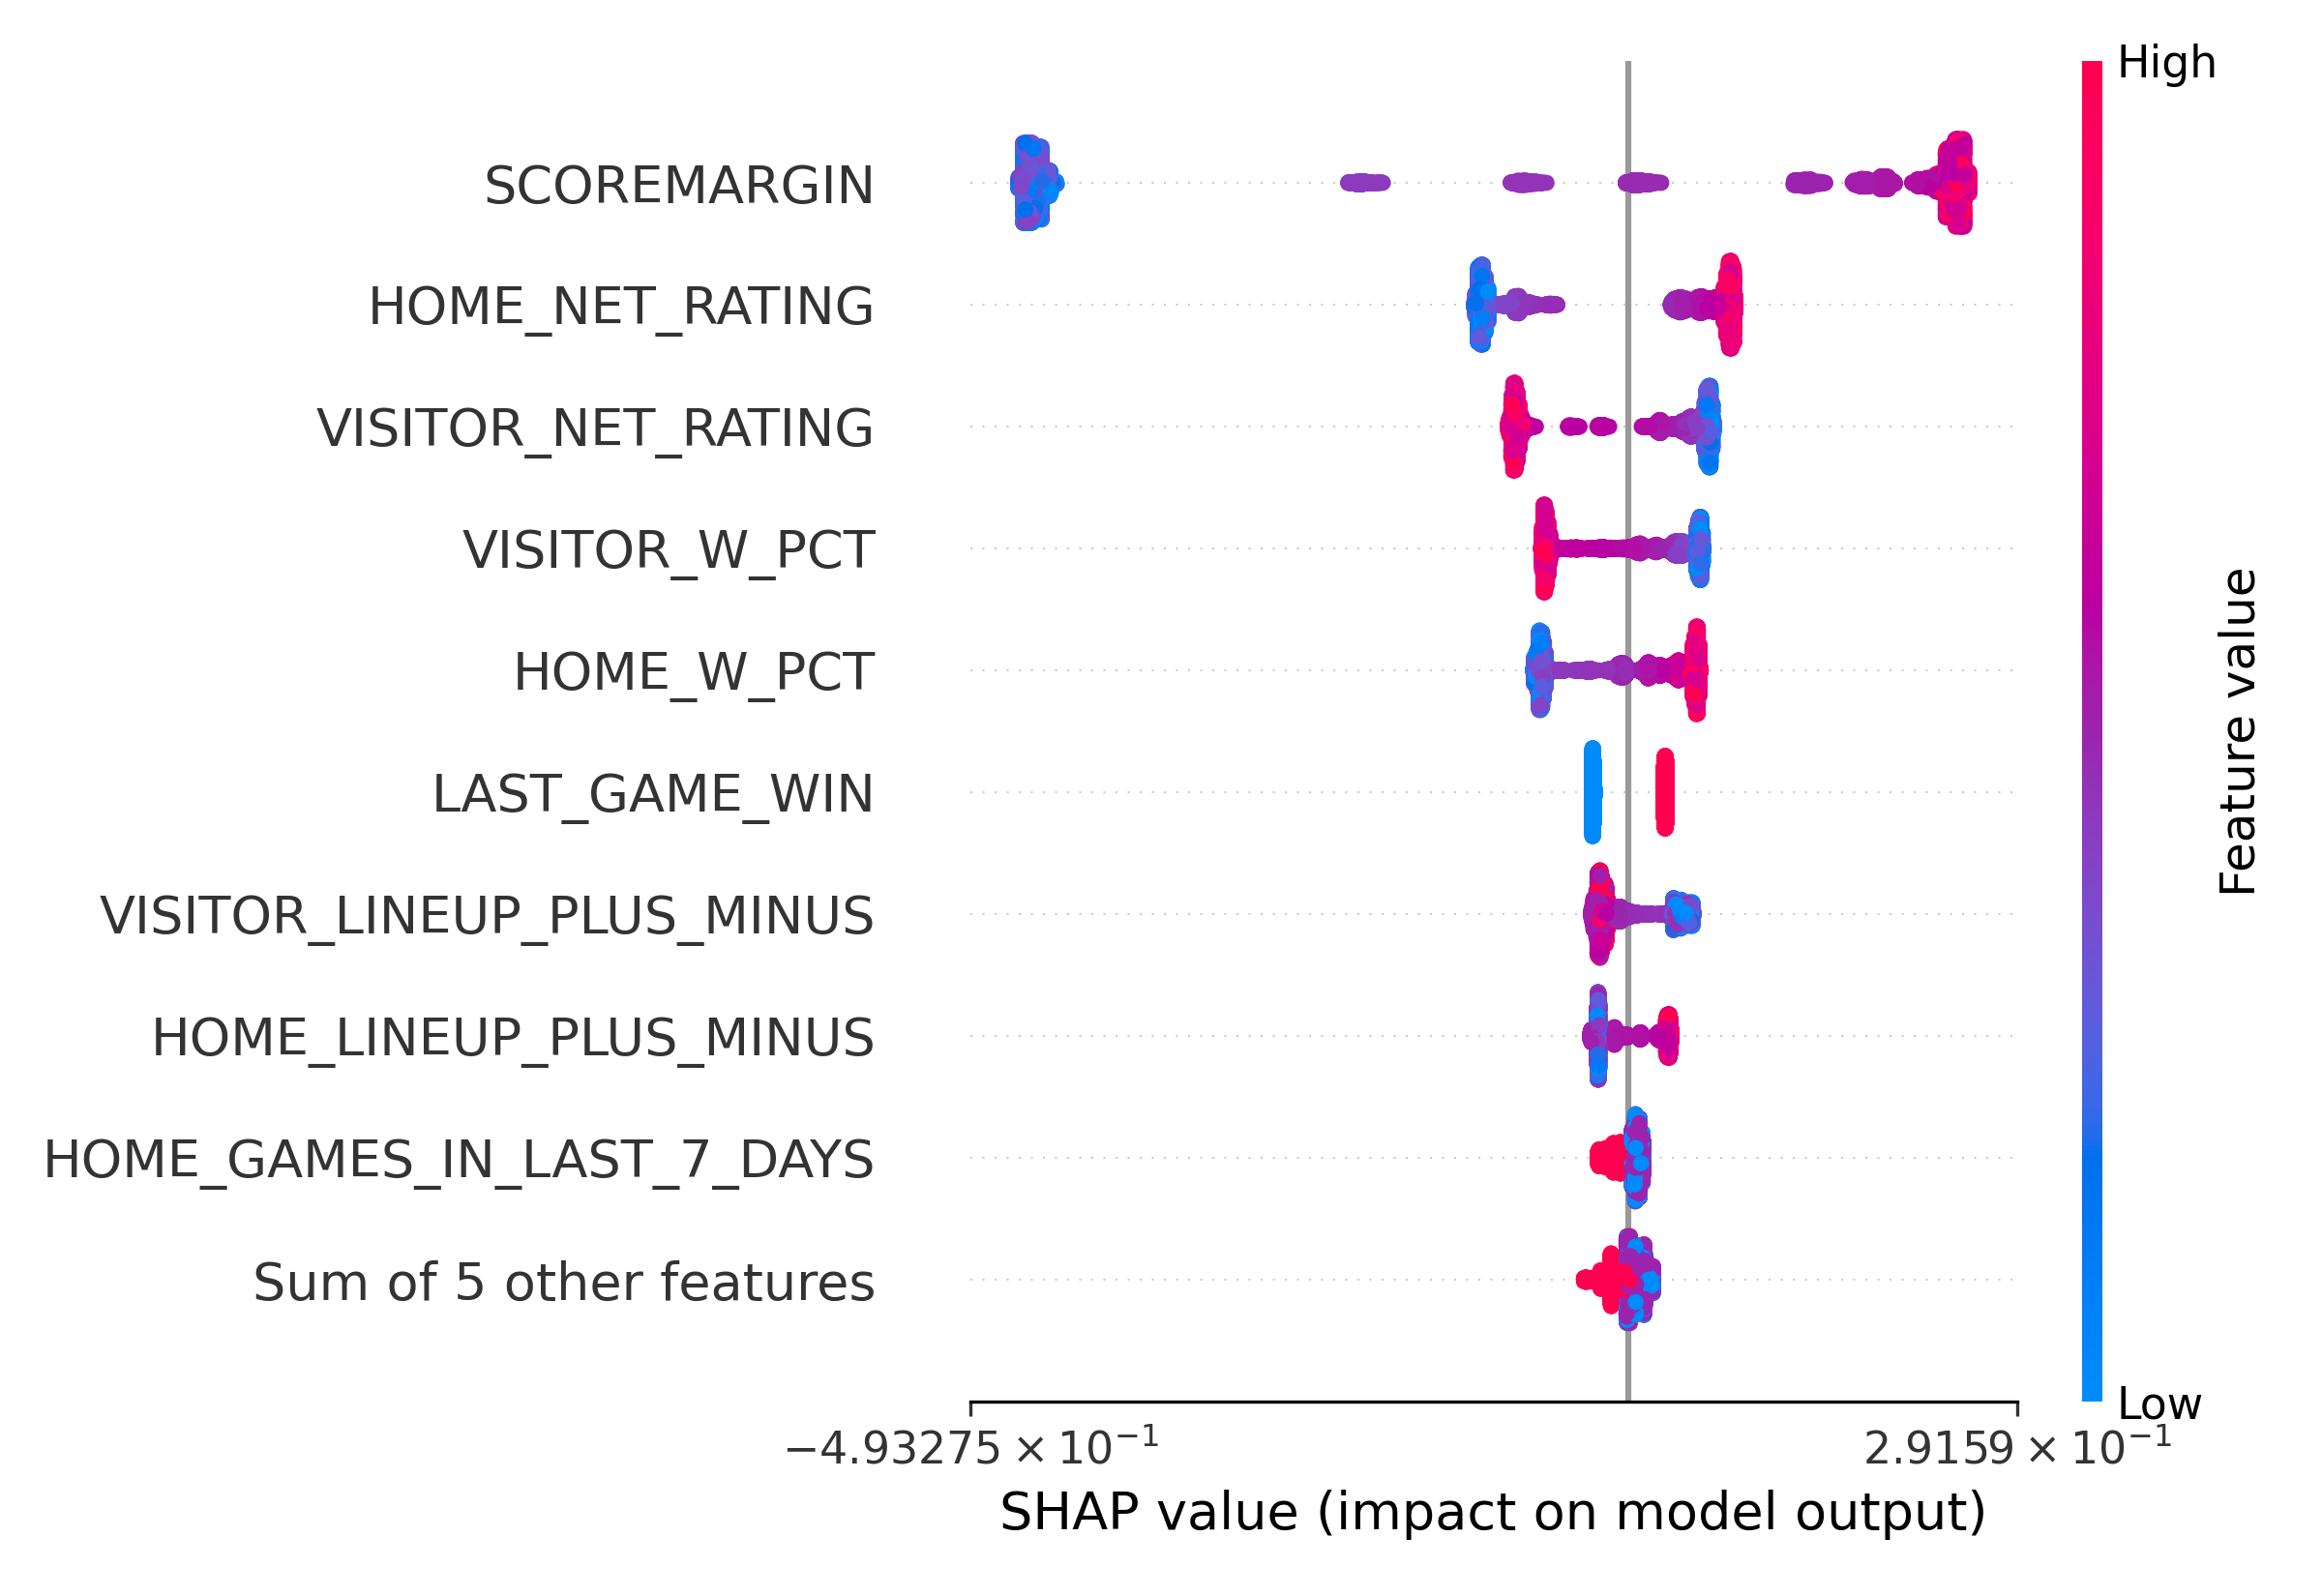 High
SCOREMARGIN
HOME_NET_RATING
VISITOR_NET_RATING
VISITOR_W_PCT
HOME_W_PCT
LAST_GAME_WIN
VISITOR_LINEUP_PLUS_MINUS
HOME_LINEUP_PLUS_MINUS
HOME_GAMES_IN_LAST_7_DAYS
Sum of 5 other features
Feature value
Low
−4.93275 × 10⁻¹
2.9159 × 10⁻¹
SHAP value (impact on model output)